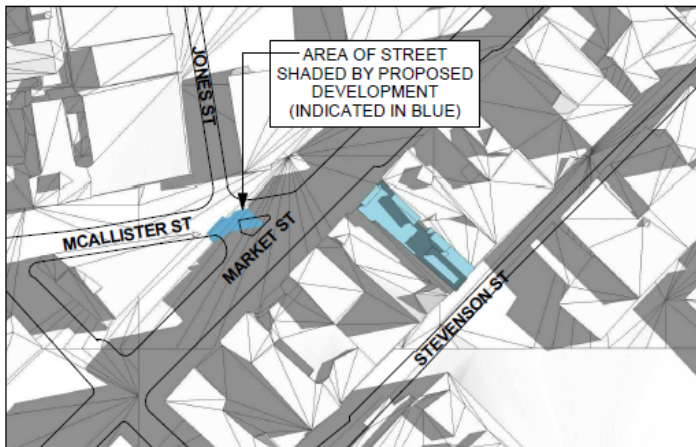 JONES ST
AREA OF STREET
SHADED BY PROPOSED
DEVELOPMENT
(INDICATED IN BLUE)
MCALLISTER ST
MARKET ST
STEVENSON ST